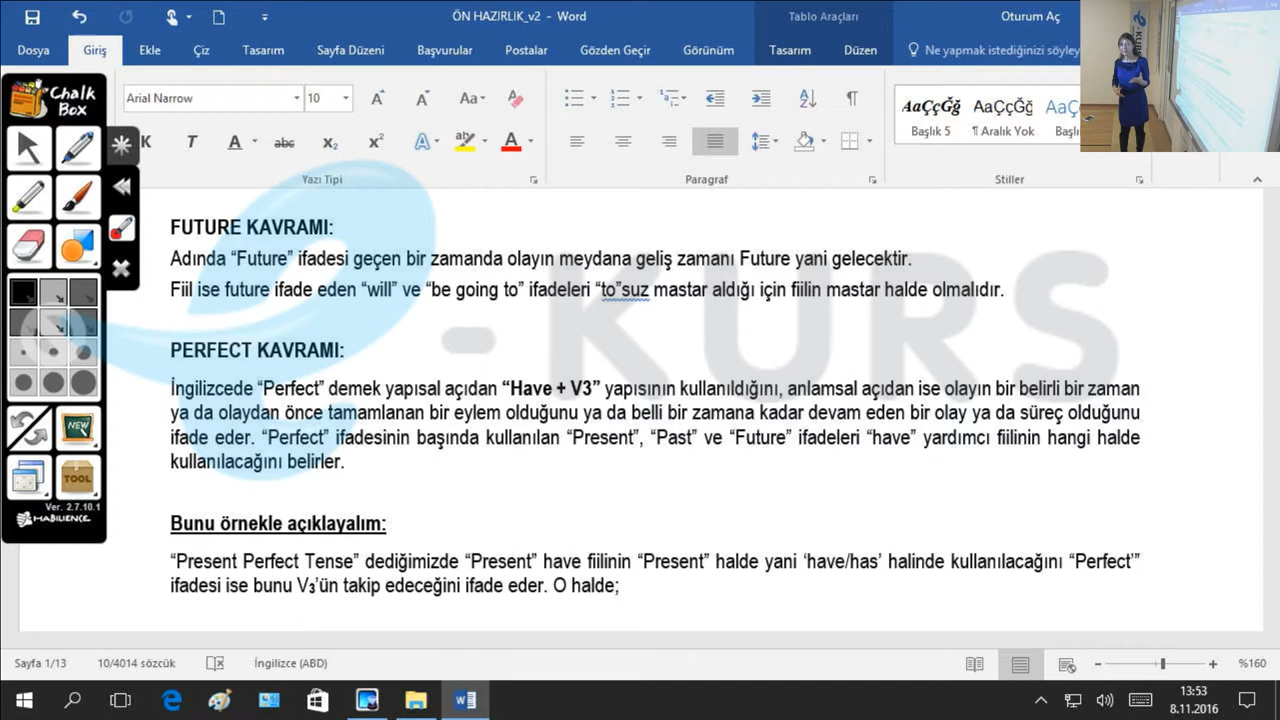 ÖN HAZIRLIK_v2 - Word
Tablo Araçları
Oturum Aç
Dosya
Giriş
Ekle
Çiz
Tasarım
Sayfa Düzeni
Başvurular
Postalar
Gözden Geçir
Görünüm
Tasarım
Düzen
Ne yapmak istediğinizi söyley
Chalk
Box
Arial Narrow
10
AaÇçĞğ
AaÇçĞğ
AaÇç
Başlık 5
¶ Aralık Yok
Başlı
Yazı Tipi
Paragraf
Stiller
e-KURS
FUTURE KAVRAMI:
Adında “Future” ifadesi geçen bir zamanda olayın meydana geliş zamanı Future yani gelecektir.
Fiil ise future ifade eden “will” ve “be going to” ifadeleri “to”suz mastar aldığı için fiilin mastar halde olmalıdır.
PERFECT KAVRAMI:
İngilizcede “Perfect” demek yapısal açıdan “Have + V3” yapısının kullanıldığını, anlamsal açıdan ise olayın bir belirli bir zaman
ya da olaydan önce tamamlanan bir eylem olduğunu ya da belli bir zamana kadar devam eden bir olay ya da süreç olduğunu
ifade eder. “Perfect” ifadesinin başında kullanılan “Present”, “Past” ve “Future” ifadeleri “have” yardımcı fiilinin hangi halde
kullanılacağını belirler.
Bunu örnekle açıklayalım:
“Present Perfect Tense” dediğimizde “Present” have fiilinin “Present” halde yani ‘have/has’ halinde kullanılacağını “Perfect’”
ifadesi ise bunu V3’ün takip edeceğini ifade eder. O halde;
NEW
TOOL
Ver. 2.7.10.1
HABILIENCE
Sayfa 1/13
10/4014 sözcük
İngilizce (ABD)
%160
13:53
8.11.2016